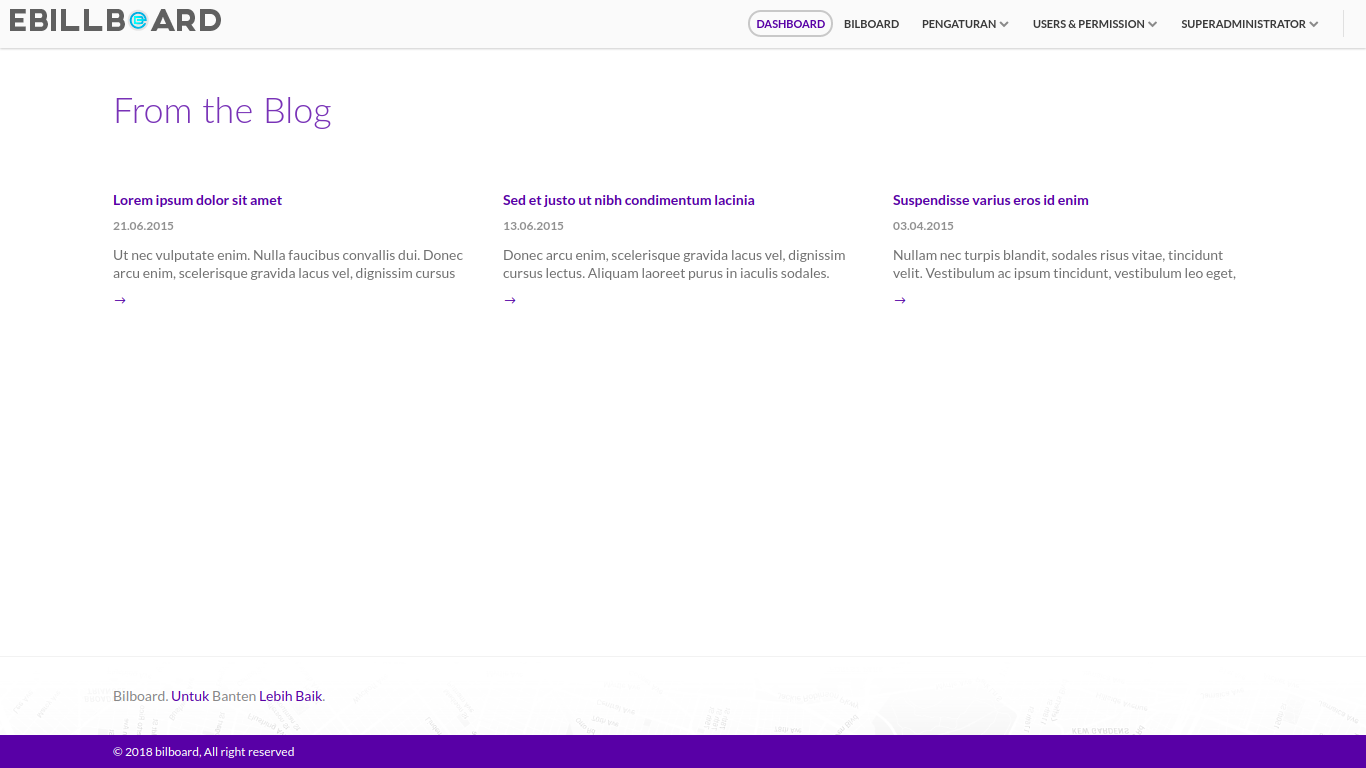 EBILLBOARD
DASHBOARD BILBOARD PENGATURAN USERS & PERMISSION SUPERADMINISTRATOR
From the Blog
Lorem ipsum dolor sit amet
21.06.2015
Ut nec vulputate enim. Nulla faucibus convallis dui. Donec
arcu enim, scelerisque gravida lacus vel, dignissim cursus
→
Sed et justo ut nibh condimentum lacinia
13.06.2015
Donec arcu enim, scelerisque gravida lacus vel, dignissim
cursus lectus. Aliquam laoreet purus in iaculis sodales.
→
Suspendisse varius eros id enim
03.04.2015
Nullam nec turpis blandit, sodales risus vitae, tincidunt
velit. Vestibulum ac ipsum tincidunt, vestibulum leo eget,
→
Bilboard. Untuk Banten Lebih Baik.
© 2018 bilboard, All right reserved